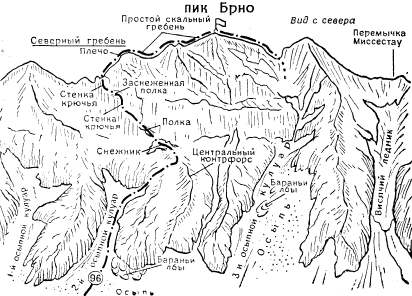 пик Брно
Вид с севера
Простой скальный
гребень
Северный гребень
Плечо
Перемычка
Миссестау
Заснеженная
полка
Стенка
крючья
Стенка
крючья
Полка
Снежник
Центральный
контрфорс
Бараньи
лбы
Висячий
ледник
1-й осыпной кулуар
2-й осыпной кулуар
3-й осыпной кулуар
Осыпь
Бараньи
лбы
96
Осыпь